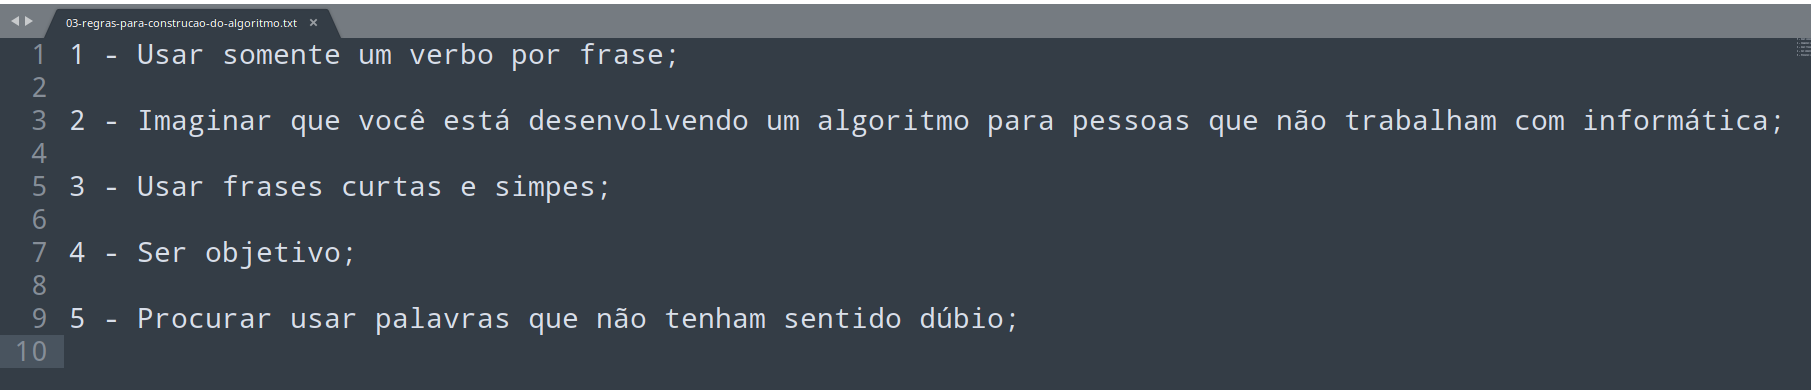 03-regras-para-construcao-do-algoritmo.txt ×
1 1 - Usar somente um verbo por frase;
2
3 2 - Imaginar que você está desenvolvendo um algoritmo para pessoas que não trabalham com informática;
4
5 3 - Usar frases curtas e simpes;
6
7 4 - Ser objetivo;
8
9 5 - Procurar usar palavras que não tenham sentido dúbio;
10